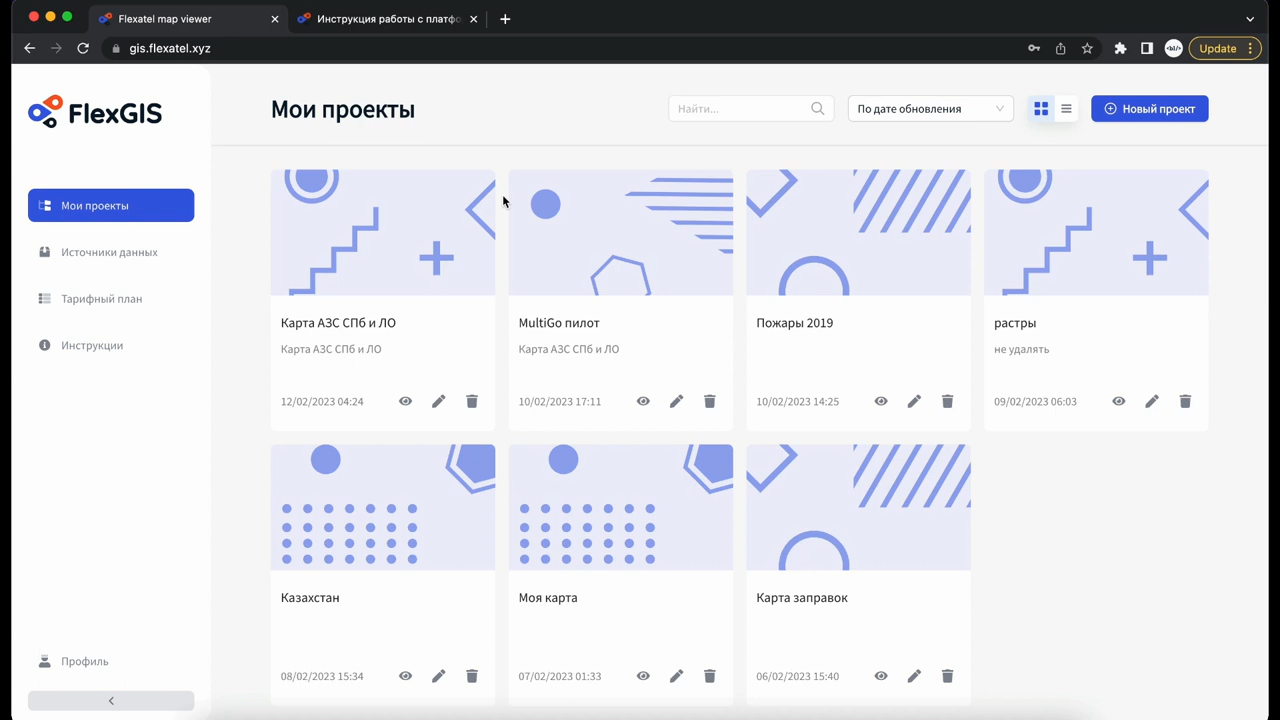 Flexatel map viewer
Инструкция работы с платфо
gis.flexatel.xyz
Update
FlexGIS
Мои проекты
Найти...
По дате обновления
Новый проект
Мои проекты
Источники данных
Тарифный план
Инструкции
Профиль
Карта АЗС СПб и ЛО
Карта АЗС СПб и ЛО
12/02/2023 04:24
MultiGo пилот
Карта АЗС СПб и ЛО
10/02/2023 17:11
Пожары 2019
10/02/2023 14:25
растры
не удалять
09/02/2023 06:03
Казахстан
08/02/2023 15:34
Моя карта
07/02/2023 01:33
Карта заправок
06/02/2023 15:40